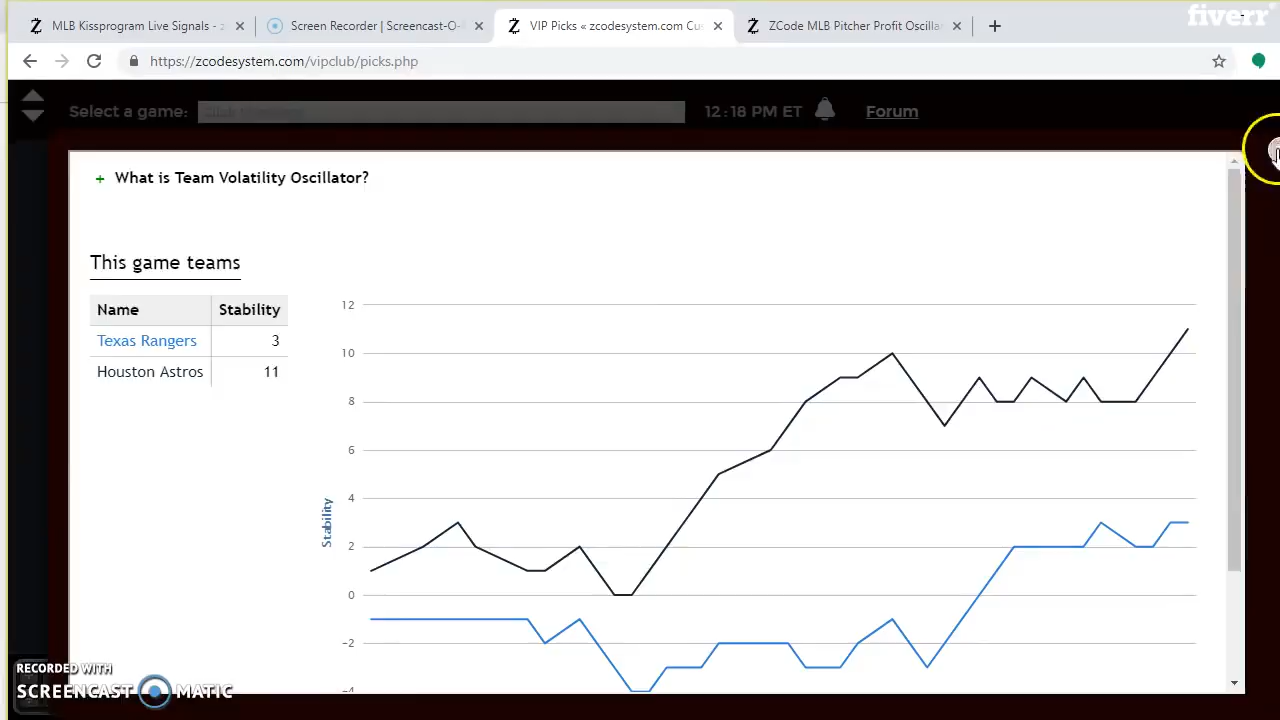 fiverr
MLB Kissprogram Live Signals - z
Screen Recorder | Screencast-O-
VIP Picks « zcodesystem.com Cus
ZCode MLB Pitcher Profit Oscilla
https://zcodesystem.com/vipclub/picks.php
Select a game:
12:18 PM ET
Forum
+ What is Team Volatility Oscillator?
This game teams
Name Stability
Texas Rangers 3
Houston Astros 11
12
10
8
6
4
2
0
-2
-4
Stability
RECORDED WITH
SCREENCAST MATIC